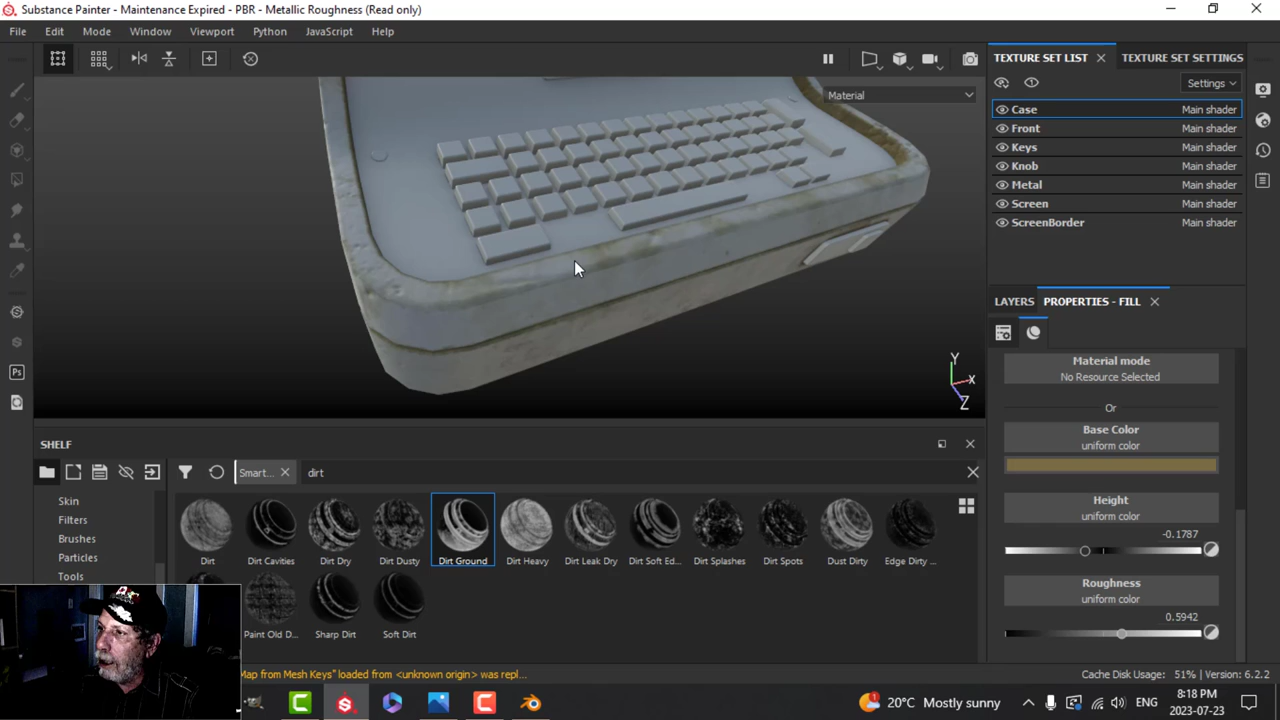 Substance Painter - Maintenance Expired - PBR - Metallic Roughness (Read only)
File Edit Mode Window Viewport Python JavaScript Help
Material
TEXTURE SET LIST
TEXTURE SET SETTINGS
Settings
Case Main shader
Front Main shader
Keys Main shader
Knob Main shader
Metal Main shader
Screen Main shader
ScreenBorder Main shader
Y
X
Z
LAYERS PROPERTIES - FILL
Material mode
No Resource Selected
Or
Base Color
uniform color
Height
uniform color
-0.1787
Roughness
uniform color
0.5942
SHELF
Smart... dirt
Skin
Filters
Brushes
Particles
Tools
Dirt Dirt Cavities Dirt Dry Dirt Dusty Dirt Ground Dirt Heavy Dirt Leak Dry Dirt Soft Ed... Dirt Splashes Dirt Spots Dust Dirty Edge Dirty ...
Paint Old D... Sharp Dirt Soft Dirt
Map from Mesh Keys" loaded from <unknown origin> was repl...
Cache Disk Usage: 51% | Version: 6.2.2
Ps
1
20°C Mostly sunny
ENG
8:18 PM
2023-07-23